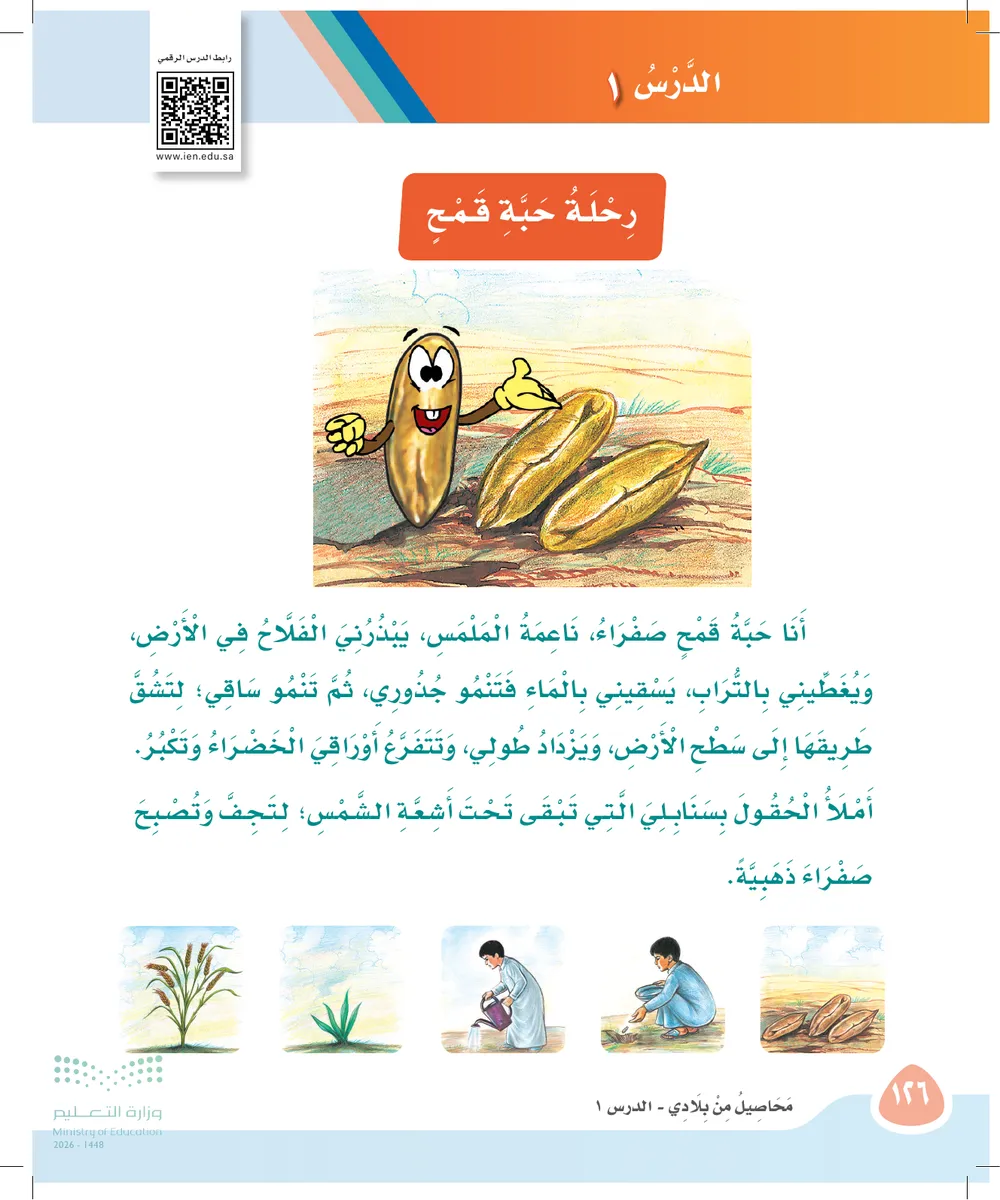 الدَّرْسُ ١
رابط الدرس الرقمي
www.ien.edu.sa
رِحْلَةُ حَبَّةِ قَمْحٍ
أَنَا حَبَّةُ قَمْحٍ صَفْرَاءُ، نَاعِمَةُ الْمَلْمَسِ، يَبْذُرُنِيَ الْفَلَّاحُ فِي الْأَرْضِ،
وَيُغَطِّينِي بِالتُّرَابِ، يَسْقِينِي بِالْمَاءِ فَتَنْمُو جُذُورِي، ثُمَّ تَنْمُو سَاقِي؛ لِتَشُقَّ
طَرِيقَهَا إِلَى سَطْحِ الْأَرْضِ، وَيَزْدَادُ طُولِي، وَتَتَفَرَّعُ أَوْرَاقِيَ الْخَضْرَاءُ وَتَكْبُرُ.
أَمْلَأُ الْحُقُولَ بِسَنَابِلِيَ الَّتِي تَبْقَى تَحْتَ أَشِعَّةِ الشَّمْسِ؛ لِتَجِفَّ وَتُصْبِحَ
صَفْرَاءَ ذَهَبِيَّةً.
١٢٦
مَحَاصِيلُ مِنْ بِلَادِي - الدرس ١
وزارة التعليم
Ministry of Education
2026 - 1448